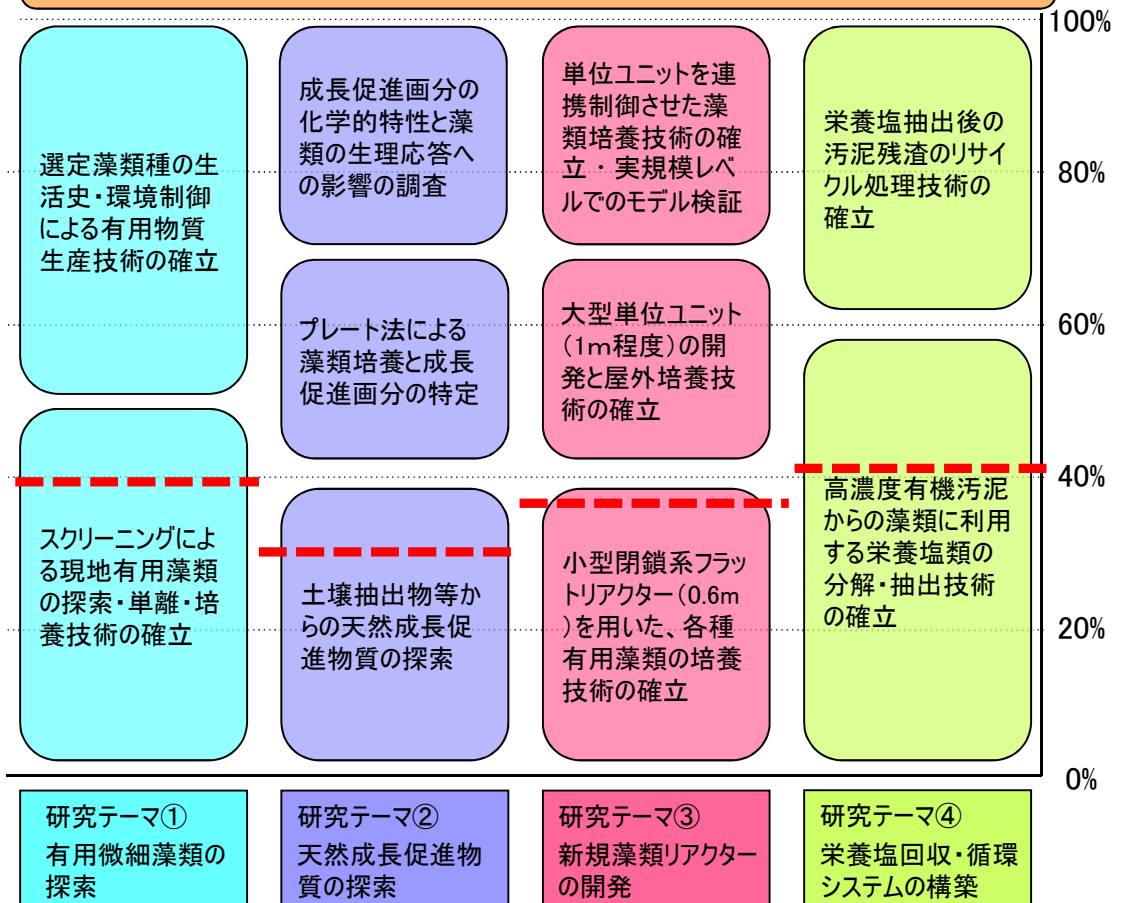 100%
80%
60%
40%
20%
0%
選定藻類種の生
活史・環境制御
による有用物質
生産技術の確立
スクリーニングによ
る現地有用藻類
の探索・単離・培
養技術の確立
成長促進画分の
化学的特性と藻
類の生理応答へ
の影響の調査
プレート法による
藻類培養と成長
促進画分の特定
土壌抽出物等か
らの天然成長促
進物質の探索
単位ユニットを連
携制御させた藻
類培養技術の確
立・実規模レベ
ルでのモデル検証
大型単位ユニット
(1m程度)の開
発と屋外培養技
術の確立
小型閉鎖系フラッ
トリアクター(0.6m
)を用いた、各種
有用藻類の培養
技術の確立
栄養塩抽出後の
汚泥残渣のリサイ
クル処理技術の
確立
高濃度有機汚泥
からの藻類に利用
する栄養塩類の
分解・抽出技術
の確立
研究テーマ①
有用微細藻類の
探索
研究テーマ②
天然成長促進物
質の探索
研究テーマ③
新規藻類リアクター
の開発
研究テーマ④
栄養塩回収・循環
システムの構築